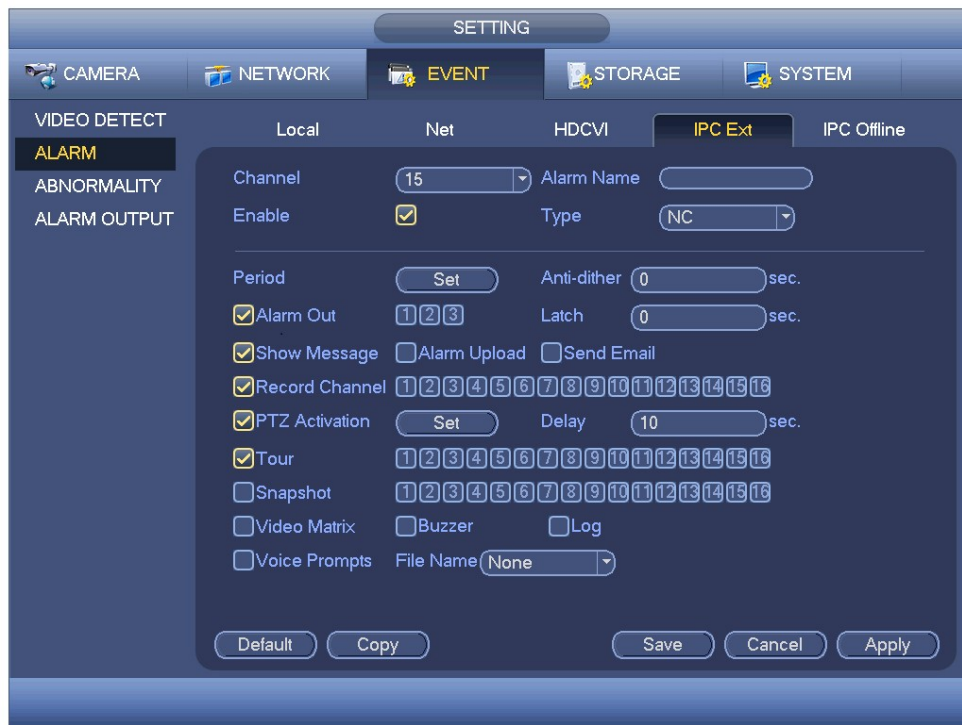 SETTING
CAMERA NETWORK EVENT STORAGE SYSTEM
VIDEO DETECT
ALARM
ABNORMALITY
ALARM OUTPUT
Local Net HDCVI IPC Ext IPC Offline
Channel 15 Alarm Name
Enable Type NC
Period Set Anti-dither 0 sec.
Alarm Out 1 2 3 Latch 0 sec.
Show Message Alarm Upload Send Email
Record Channel 1 2 3 4 5 6 7 8 9 10 11 12 13 14 15 16
PTZ Activation Set Delay 10 sec.
Tour 1 2 3 4 5 6 7 8 9 10 11 12 13 14 15 16
Snapshot 1 2 3 4 5 6 7 8 9 10 11 12 13 14 15 16
Video Matrix Buzzer Log
Voice Prompts File Name None
Default Copy Save Cancel Apply